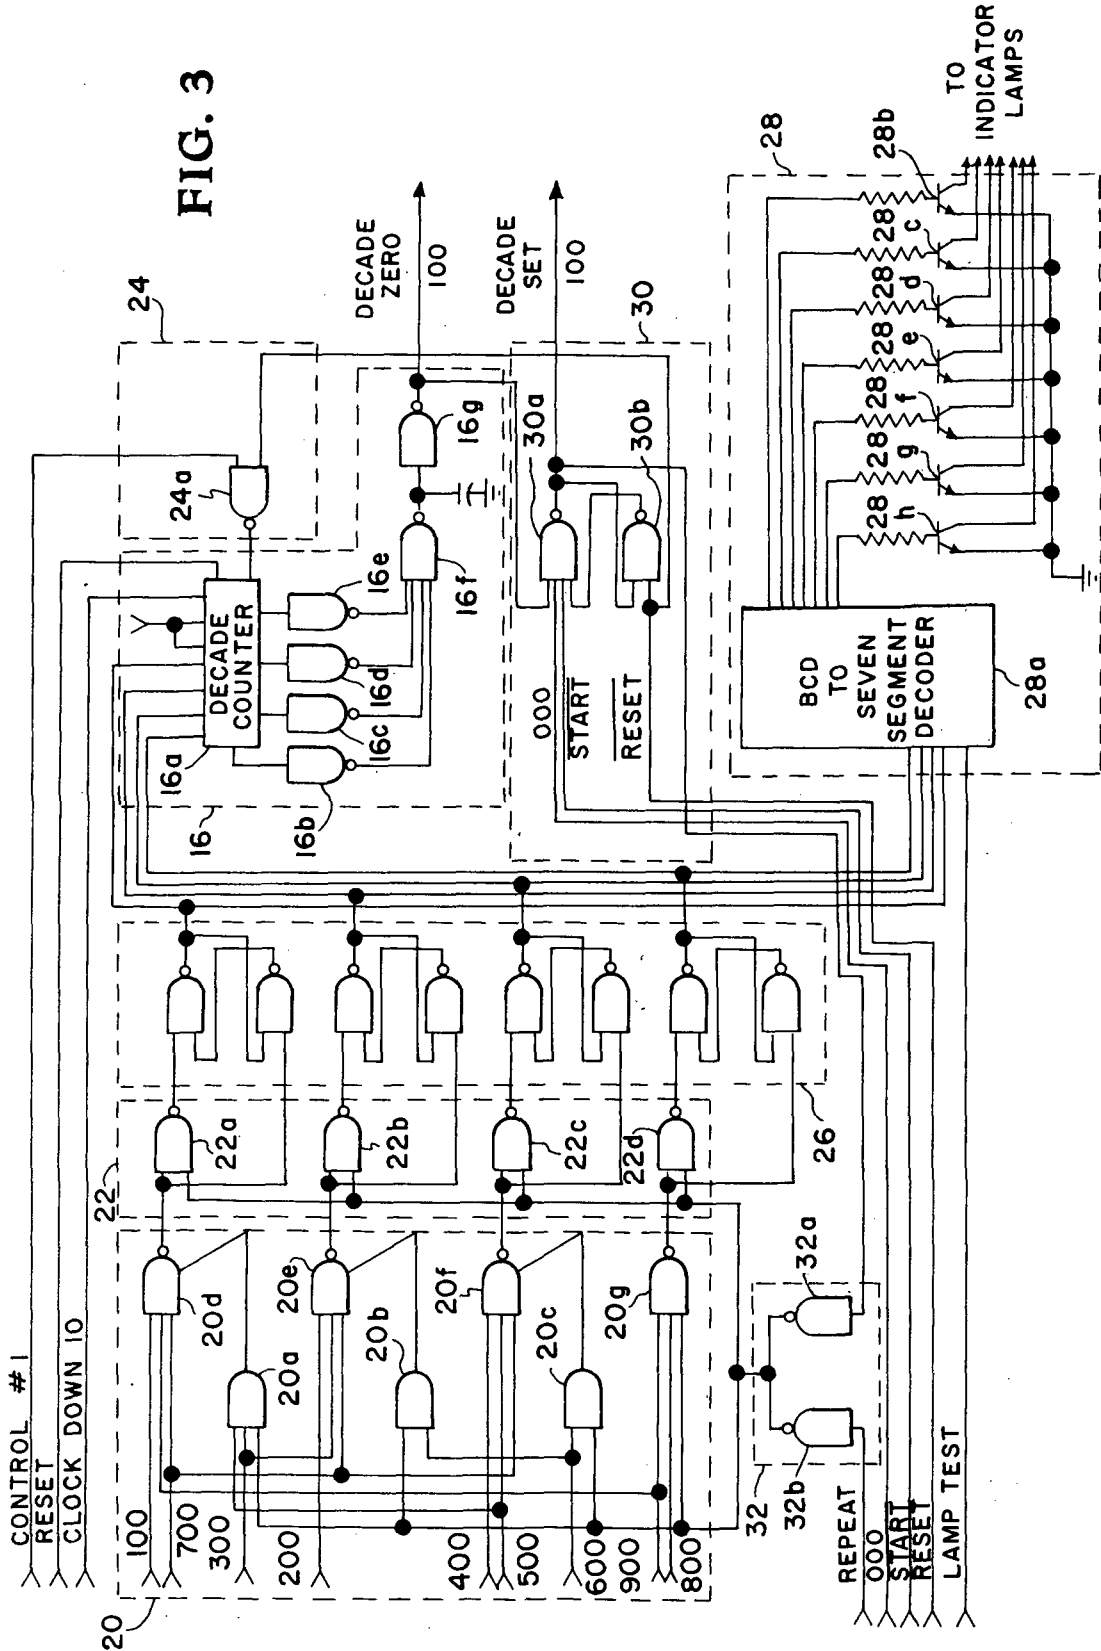 FIG. 3
CONTROL #1
RESET
CLOCK DOWN 10
100
700
300
200
400
500
600
900
800
20
20a
20b
20c
20d
20e
20f
20g
22
22a
22b
22c
22d
26
32
32a
32b
REPEAT
000
START
RESET
LAMP TEST
16
16a
DECADE
COUNTER
16b
16c
16d
16e
16f
16g
24
24a
DECADE
ZERO
100
DECADE
SET
100
30
30a
30b
000
START
RESET
28
28a
BCD
TO
SEVEN
SEGMENT
DECODER
28b
28
c
28
d
28
e
28
f
28
g
28
h
TO
INDICATOR
LAMPS